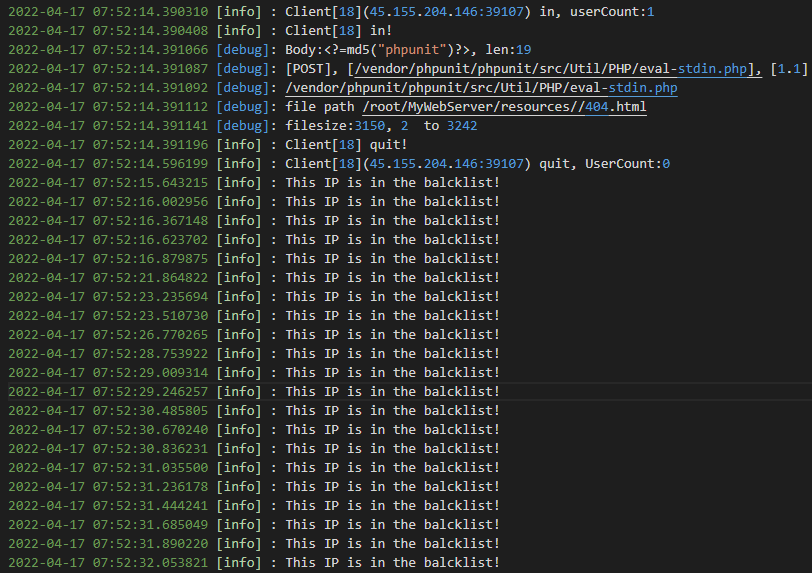 2022-04-17 07:52:14.390310 [info] : Client[18](45.155.204.146:39107) in, userCount:1
2022-04-17 07:52:14.390408 [info] : Client[18] in!
2022-04-17 07:52:14.391066 [debug]: Body:<?=md5("phpunit")?>, len:19
2022-04-17 07:52:14.391087 [debug]: [POST], [/vendor/phpunit/phpunit/src/Util/PHP/eval-stdin.php], [1.1]
2022-04-17 07:52:14.391092 [debug]: /vendor/phpunit/phpunit/src/Util/PHP/eval-stdin.php
2022-04-17 07:52:14.391112 [debug]: file path /root/MyWebServer/resources//404.html
2022-04-17 07:52:14.391141 [debug]: filesize:3150, 2  to 3242
2022-04-17 07:52:14.391196 [info] : Client[18] quit!
2022-04-17 07:52:14.596199 [info] : Client[18](45.155.204.146:39107) quit, UserCount:0
2022-04-17 07:52:15.643215 [info] : This IP is in the balcklist!
2022-04-17 07:52:16.002956 [info] : This IP is in the balcklist!
2022-04-17 07:52:16.367148 [info] : This IP is in the balcklist!
2022-04-17 07:52:16.623702 [info] : This IP is in the balcklist!
2022-04-17 07:52:16.879875 [info] : This IP is in the balcklist!
2022-04-17 07:52:21.864822 [info] : This IP is in the balcklist!
2022-04-17 07:52:23.235694 [info] : This IP is in the balcklist!
2022-04-17 07:52:23.510730 [info] : This IP is in the balcklist!
2022-04-17 07:52:26.770265 [info] : This IP is in the balcklist!
2022-04-17 07:52:28.753922 [info] : This IP is in the balcklist!
2022-04-17 07:52:29.009314 [info] : This IP is in the balcklist!
2022-04-17 07:52:29.246257 [info] : This IP is in the balcklist!
2022-04-17 07:52:30.485805 [info] : This IP is in the balcklist!
2022-04-17 07:52:30.670240 [info] : This IP is in the balcklist!
2022-04-17 07:52:30.836231 [info] : This IP is in the balcklist!
2022-04-17 07:52:31.035500 [info] : This IP is in the balcklist!
2022-04-17 07:52:31.236178 [info] : This IP is in the balcklist!
2022-04-17 07:52:31.444241 [info] : This IP is in the balcklist!
2022-04-17 07:52:31.685049 [info] : This IP is in the balcklist!
2022-04-17 07:52:31.890220 [info] : This IP is in the balcklist!
2022-04-17 07:52:32.053821 [info] : This IP is in the balcklist!